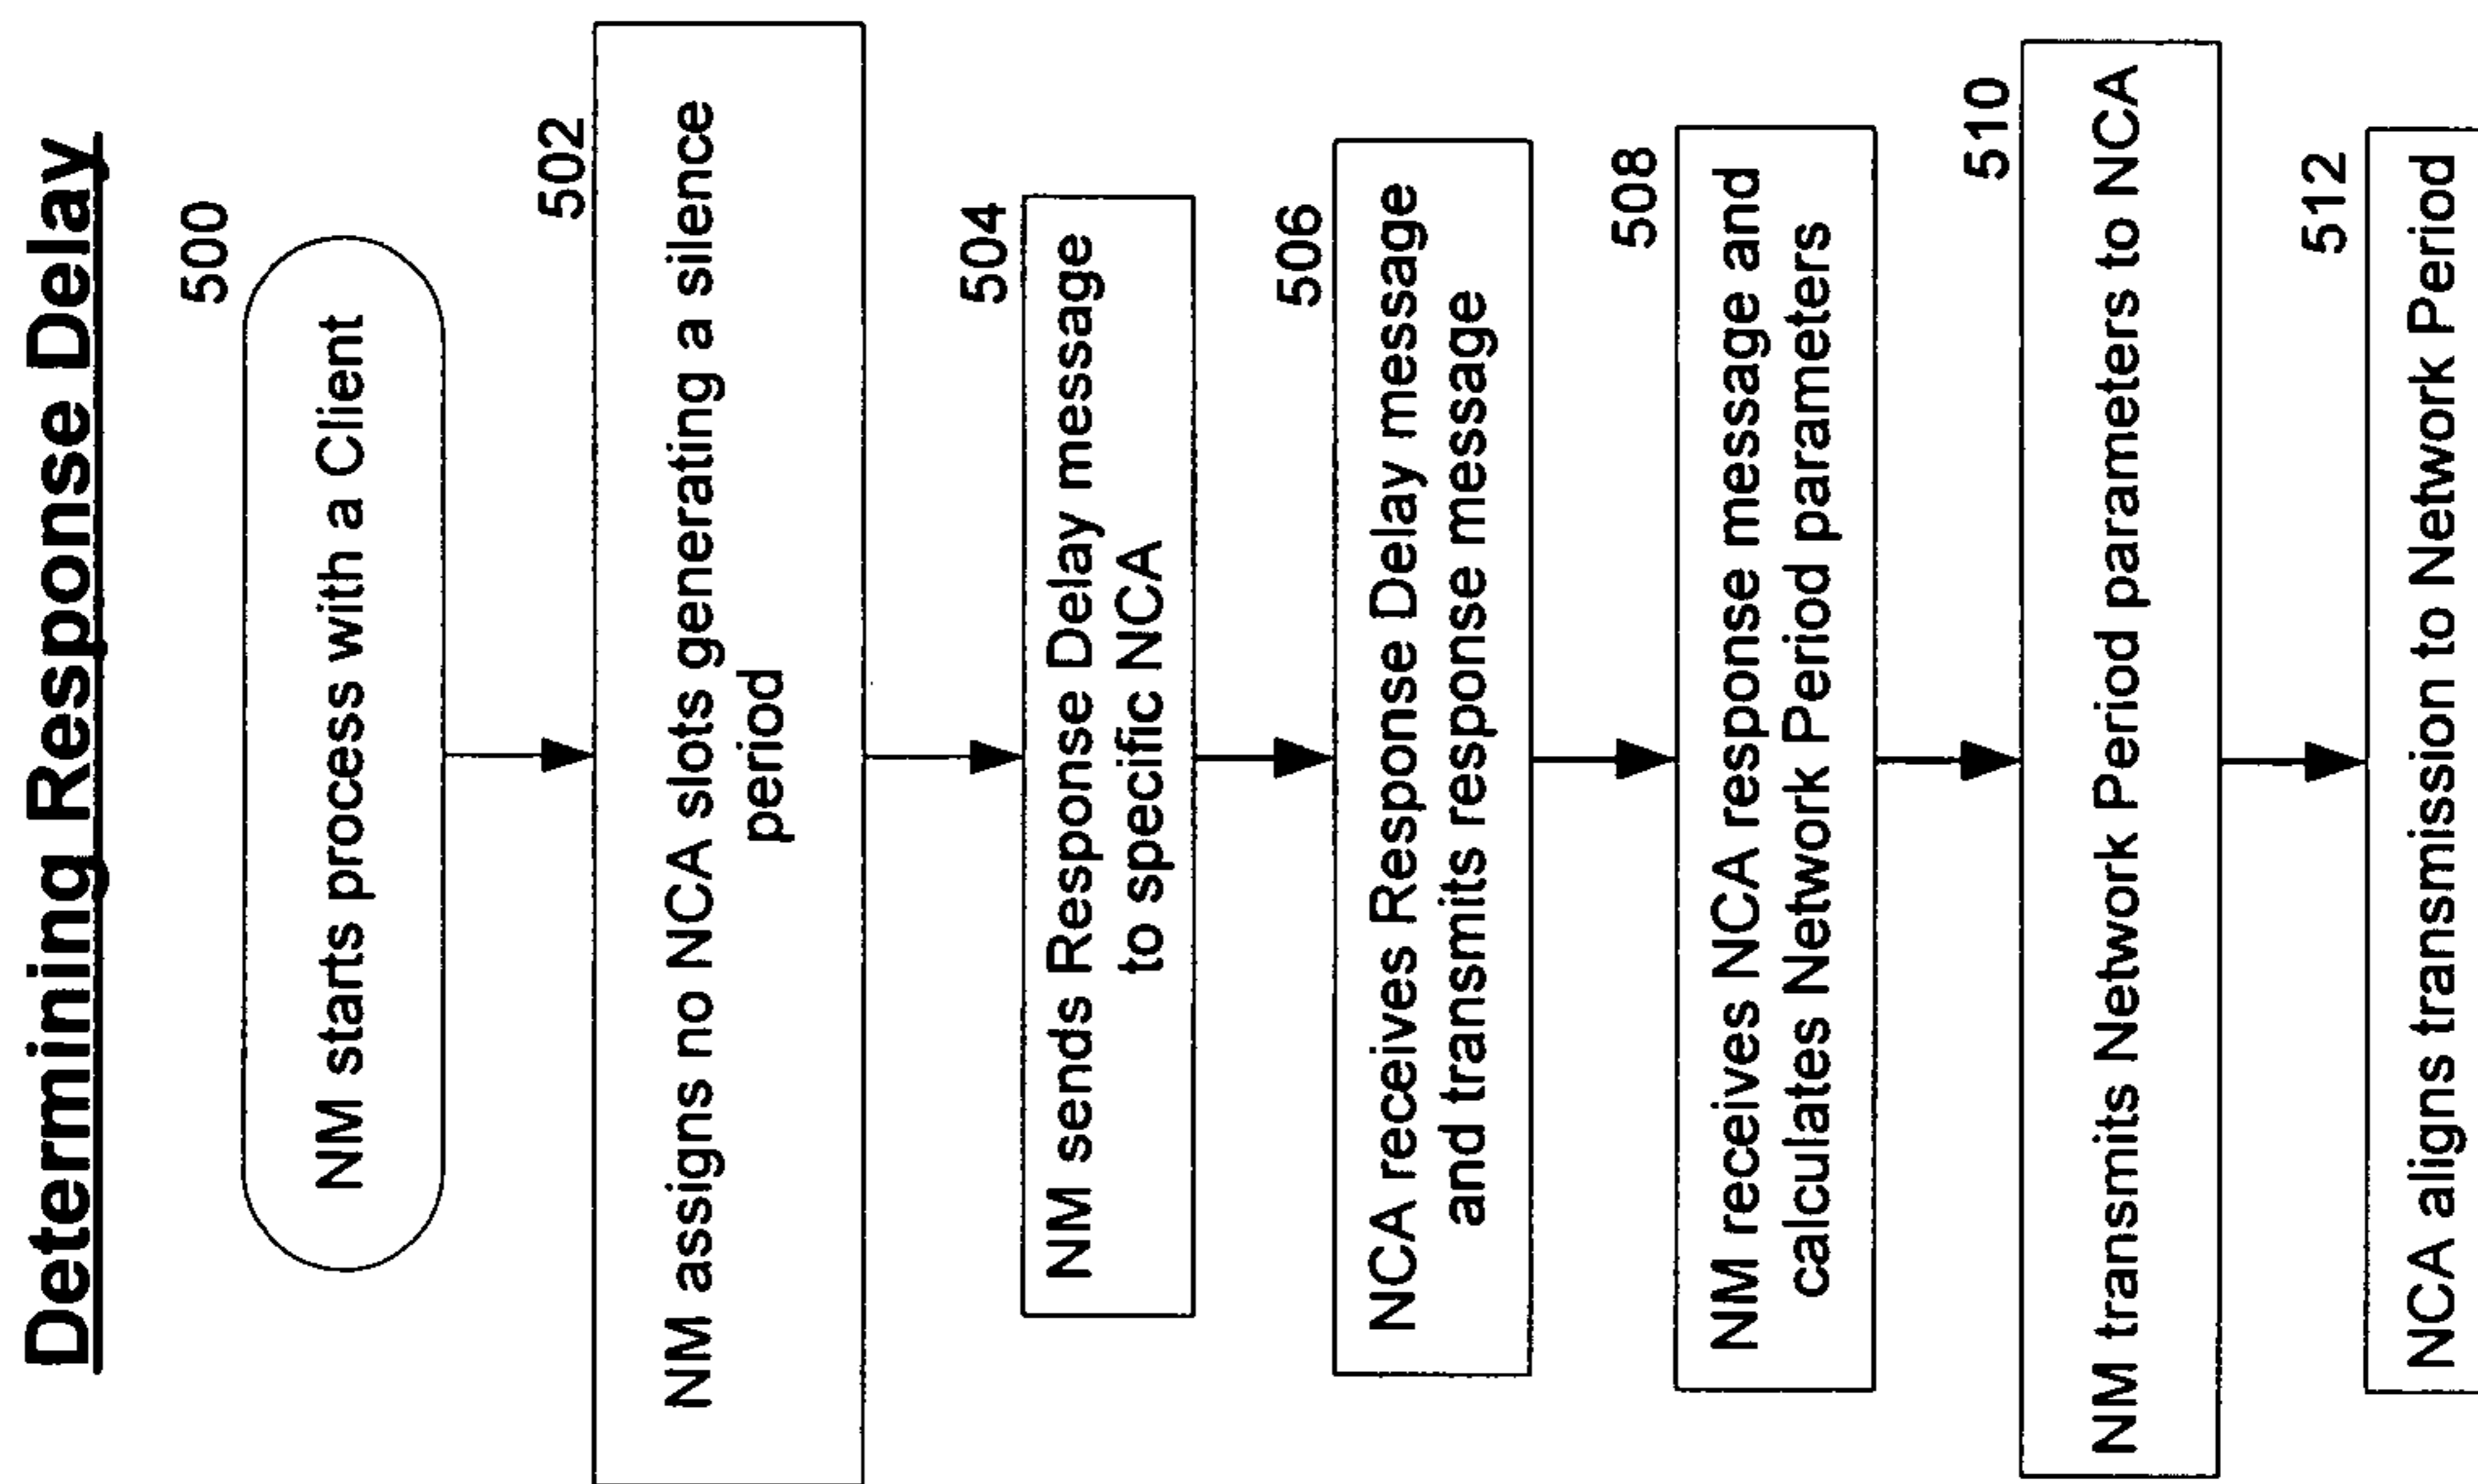 Determining Response Delay
500
NM starts process with a Client
502
NM assigns no NCA slots generating a silence
period
504
NM sends Response Delay message
to specific NCA
506
NCA receives Response Delay message
and transmits response message
508
NM receives NCA response message and
calculates Network Period parameters
510
NM transmits Network Period parameters to NCA
512
NCA aligns transmission to Network Period